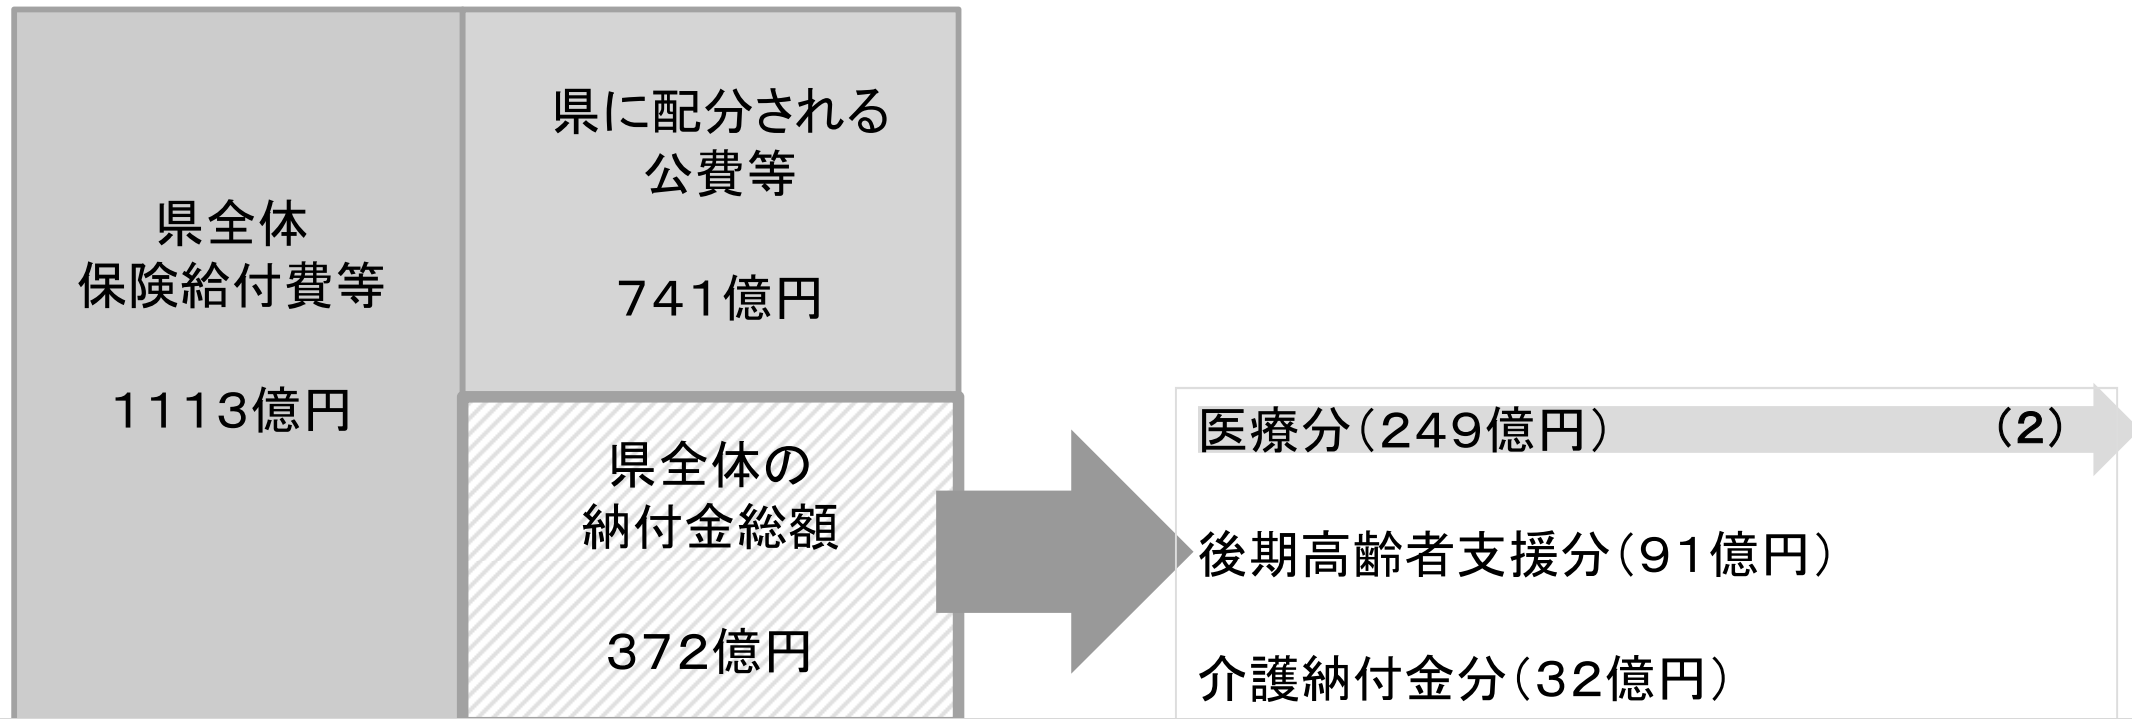 県全体
保険給付費等
1113億円
県に配分される
公費等
741億円
県全体の
納付金総額
372億円
医療分（249億円） （2）
後期高齢者支援分（91億円）
介護納付金分（32億円）